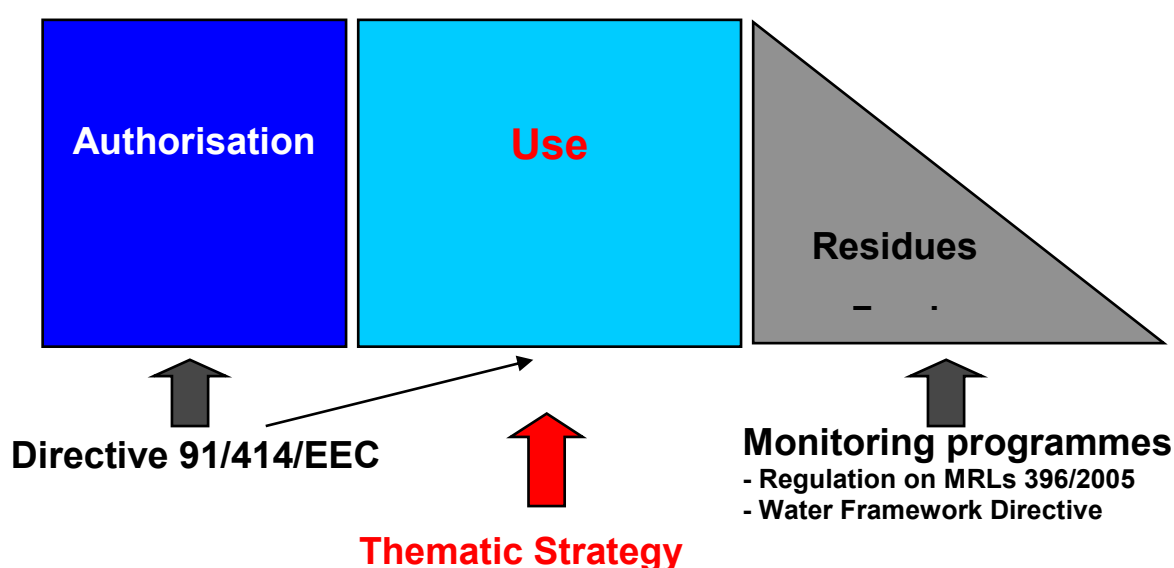 Authorisation
Use
Residues
Directive 91/414/EEC
Monitoring programmes
- Regulation on MRLs 396/2005
- Water Framework Directive
Thematic Strategy